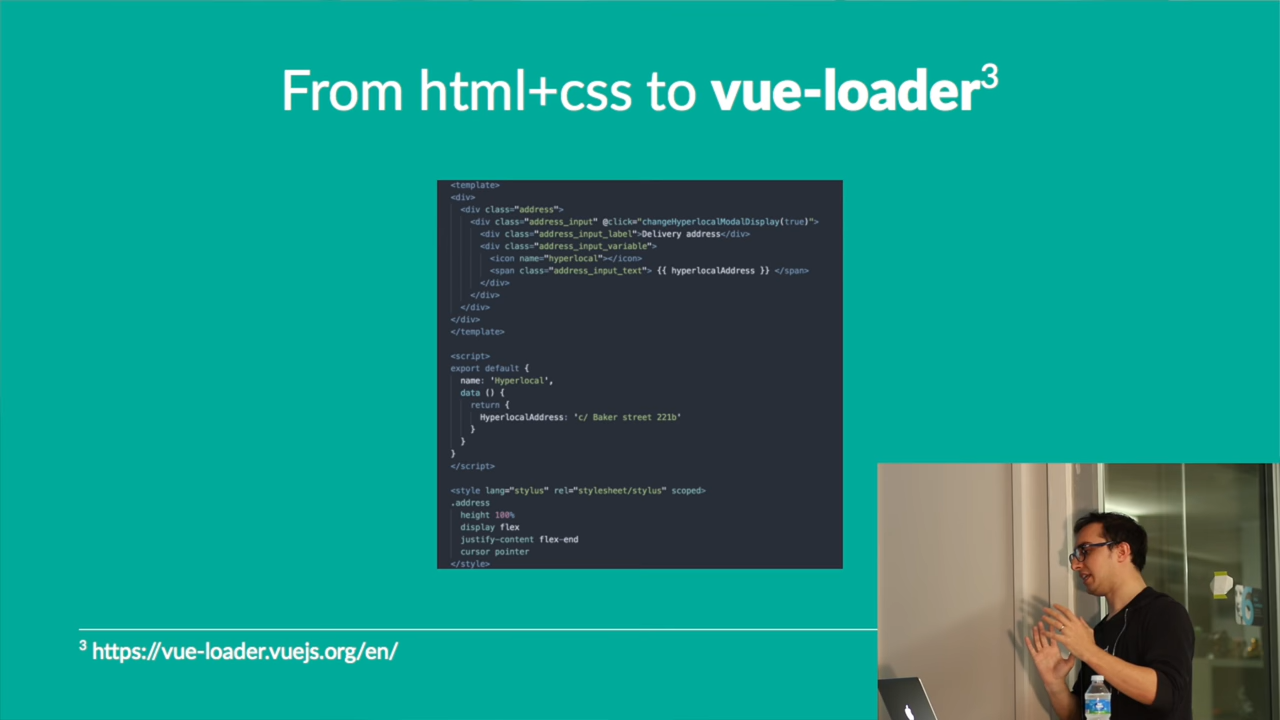 From html+css to vue-loader³
<template>
<div>
<div class="address">
<div class="address_input" @click="changeHyperlocalModalDisplay(true)">
<div class="address_input_label">Delivery address</div>
<div class="address_input_variable">
<icon name="hyperlocal"></icon>
<span class="address_input_text"> {{ hyperlocalAddress }} </span>
</div>
</div>
</div>
</div>
</template>
<script>
export default {
name: 'Hyperlocal',
data () {
return {
HyperlocalAddress: 'c/ Baker street 221b'
}
}
}
</script>
<style lang="stylus" rel="stylesheet/stylus" scoped>
.address
height 100%
display flex
justify-content flex-end
cursor pointer
</style>
³ https://vue-loader.vuejs.org/en/